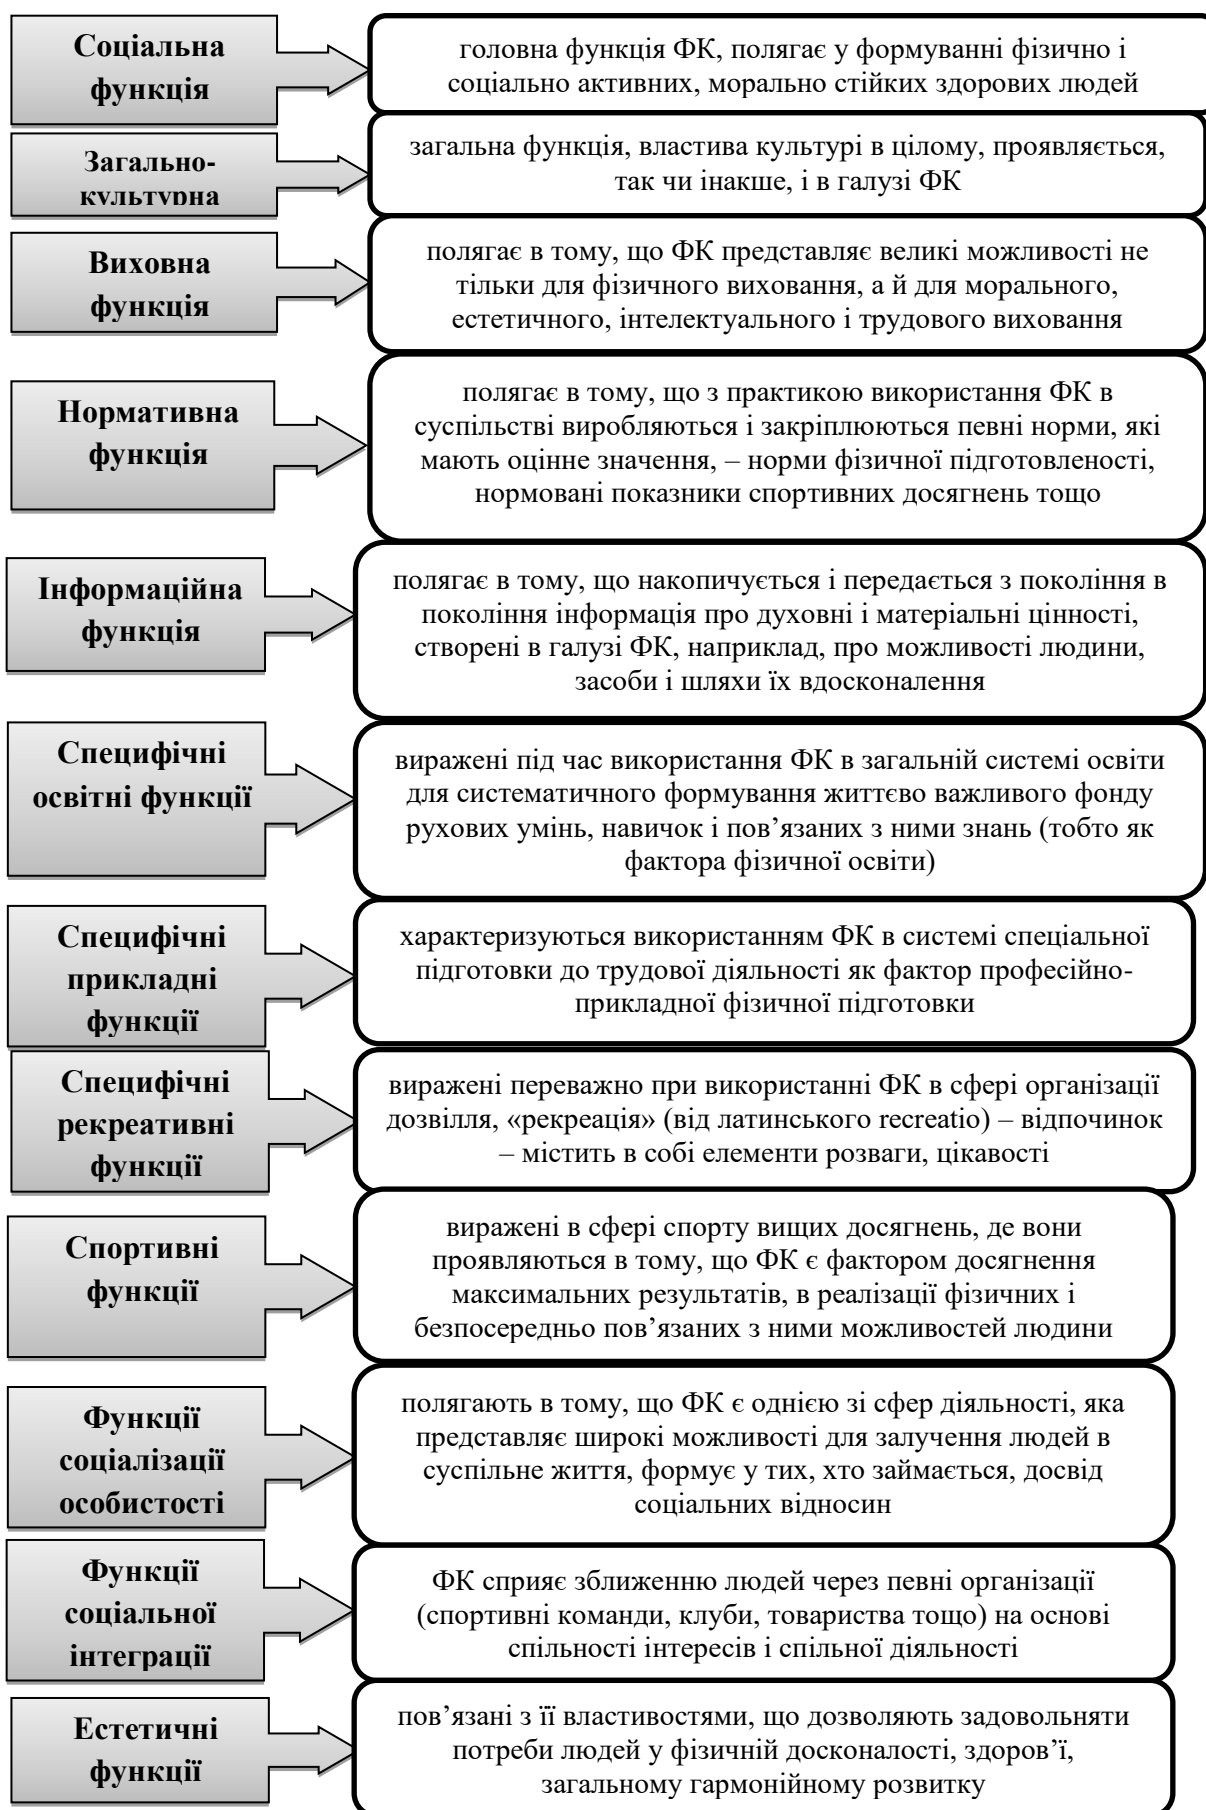 Соціальна
функція
головна функція ФК, полягає у формуванні фізично і
соціально активних, морально стійких здорових людей
Загально-
культурна
загальна функція, властива культурі в цілому, проявляється,
так чи інакше, і в галузі ФК
Виховна
функція
полягає в тому, що ФК представляє великі можливості не
тільки для фізичного виховання, а й для морального,
естетичного, інтелектуального і трудового виховання
Нормативна
функція
полягає в тому, що з практикою використання ФК в
суспільстві виробляються і закріплюються певні норми, які
мають оцінне значення, – норми фізичної підготовленості,
нормовані показники спортивних досягнень тощо
Інформаційна
функція
полягає в тому, що накопичується і передається з покоління в
покоління інформація про духовні і матеріальні цінності,
створені в галузі ФК, наприклад, про можливості людини,
засоби і шляхи їх вдосконалення
Специфічні
освітні функції
виражені під час використання ФК в загальній системі освіти
для систематичного формування життєво важливого фонду
рухових умінь, навичок і пов’язаних з ними знань (тобто як
фактора фізичної освіти)
Специфічні
прикладні
функції
характеризуються використанням ФК в системі спеціальної
підготовки до трудової діяльності як фактор професійно-
прикладної фізичної підготовки
Специфічні
рекреативні
функції
виражені переважно при використанні ФК в сфері організації
дозвілля, «рекреація» (від латинського recreatio) – відпочинок
– містить в собі елементи розваги, цікавості
Спортивні
функції
виражені в сфері спорту вищих досягнень, де вони
проявляються в тому, що ФК є фактором досягнення
максимальних результатів, в реалізації фізичних і
безпосередньо пов’язаних з ними можливостей людини
Функції
соціалізації
особистості
полягають в тому, що ФК є однією зі сфер діяльності, яка
представляє широкі можливості для залучення людей в
суспільне життя, формує у тих, хто займається, досвід
соціальних відносин
Функції
соціальної
інтеграції
ФК сприяє зближенню людей через певні організації
(спортивні команди, клуби, товариства тощо) на основі
спільності інтересів і спільної діяльності
Естетичні
функції
пов’язані з її властивостями, що дозволяють задовольняти
потреби людей у фізичній досконалості, здоров’ї,
загальному гармонійному розвитку